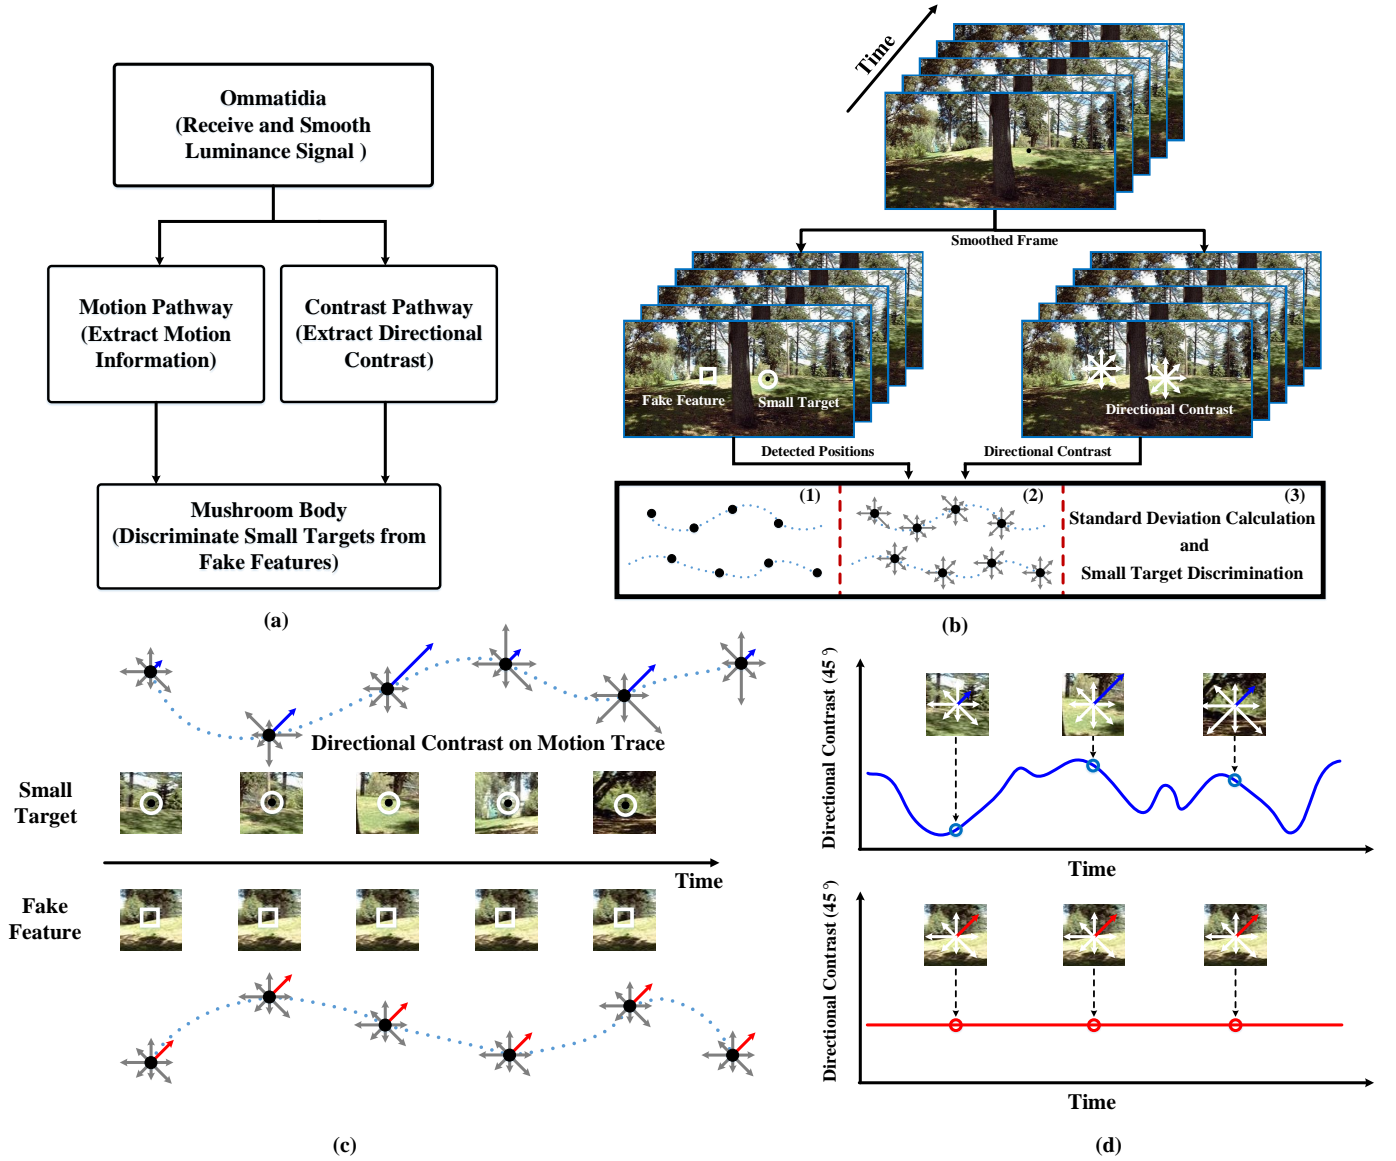 Ommatidia
(Receive and Smooth
Luminance Signal )
Motion Pathway
(Extract Motion
Information)
Contrast Pathway
(Extract Directional
Contrast)
Mushroom Body
(Discriminate Small Targets from
Fake Features)
(a)
Time
Smoothed Frame
Fake Feature
Small Target
Directional Contrast
Detected Positions
Directional Contrast
(1)
(2)
(3)
Standard Deviation Calculation
and
Small Target Discrimination
(b)
Directional Contrast on Motion Trace
Small
Target
Time
Fake
Feature
(c)
Directional Contrast (45°)
Time
Directional Contrast (45°)
Time
(d)